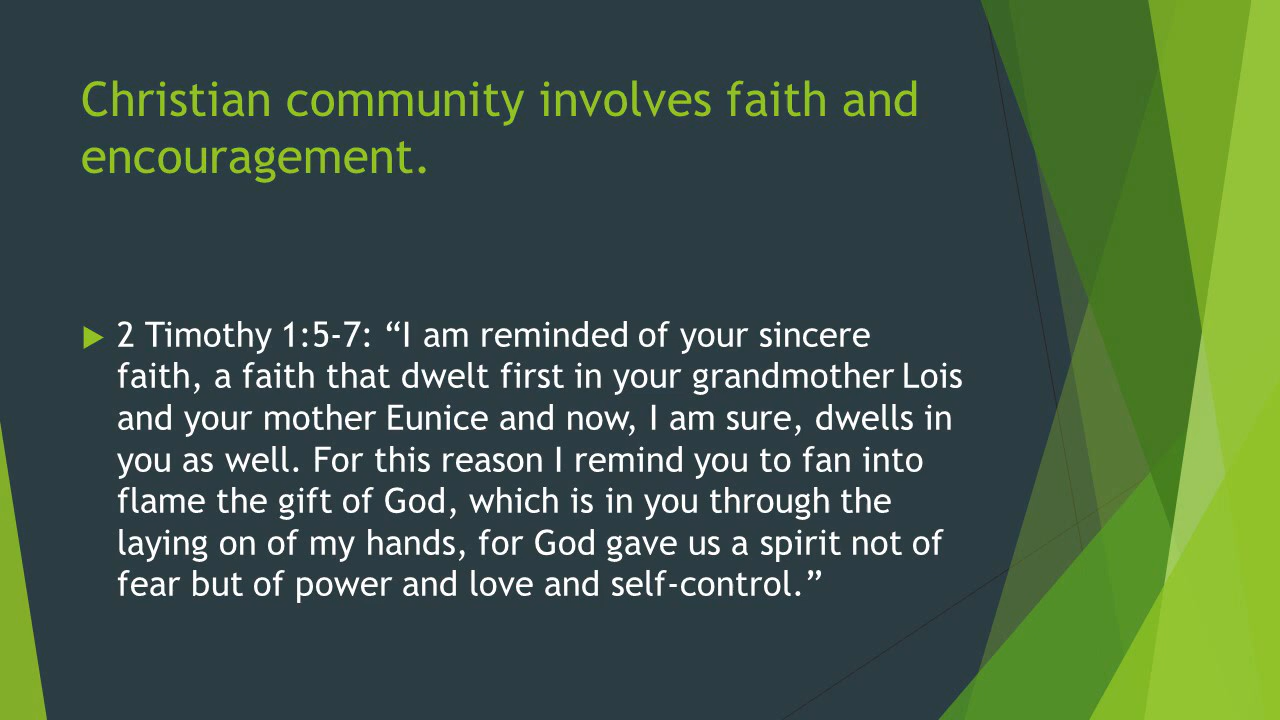 Christian community involves faith and
encouragement.
2 Timothy 1:5-7: “I am reminded of your sincere
faith, a faith that dwelt first in your grandmother Lois
and your mother Eunice and now, I am sure, dwells in
you as well. For this reason I remind you to fan into
flame the gift of God, which is in you through the
laying on of my hands, for God gave us a spirit not of
fear but of power and love and self-control.”